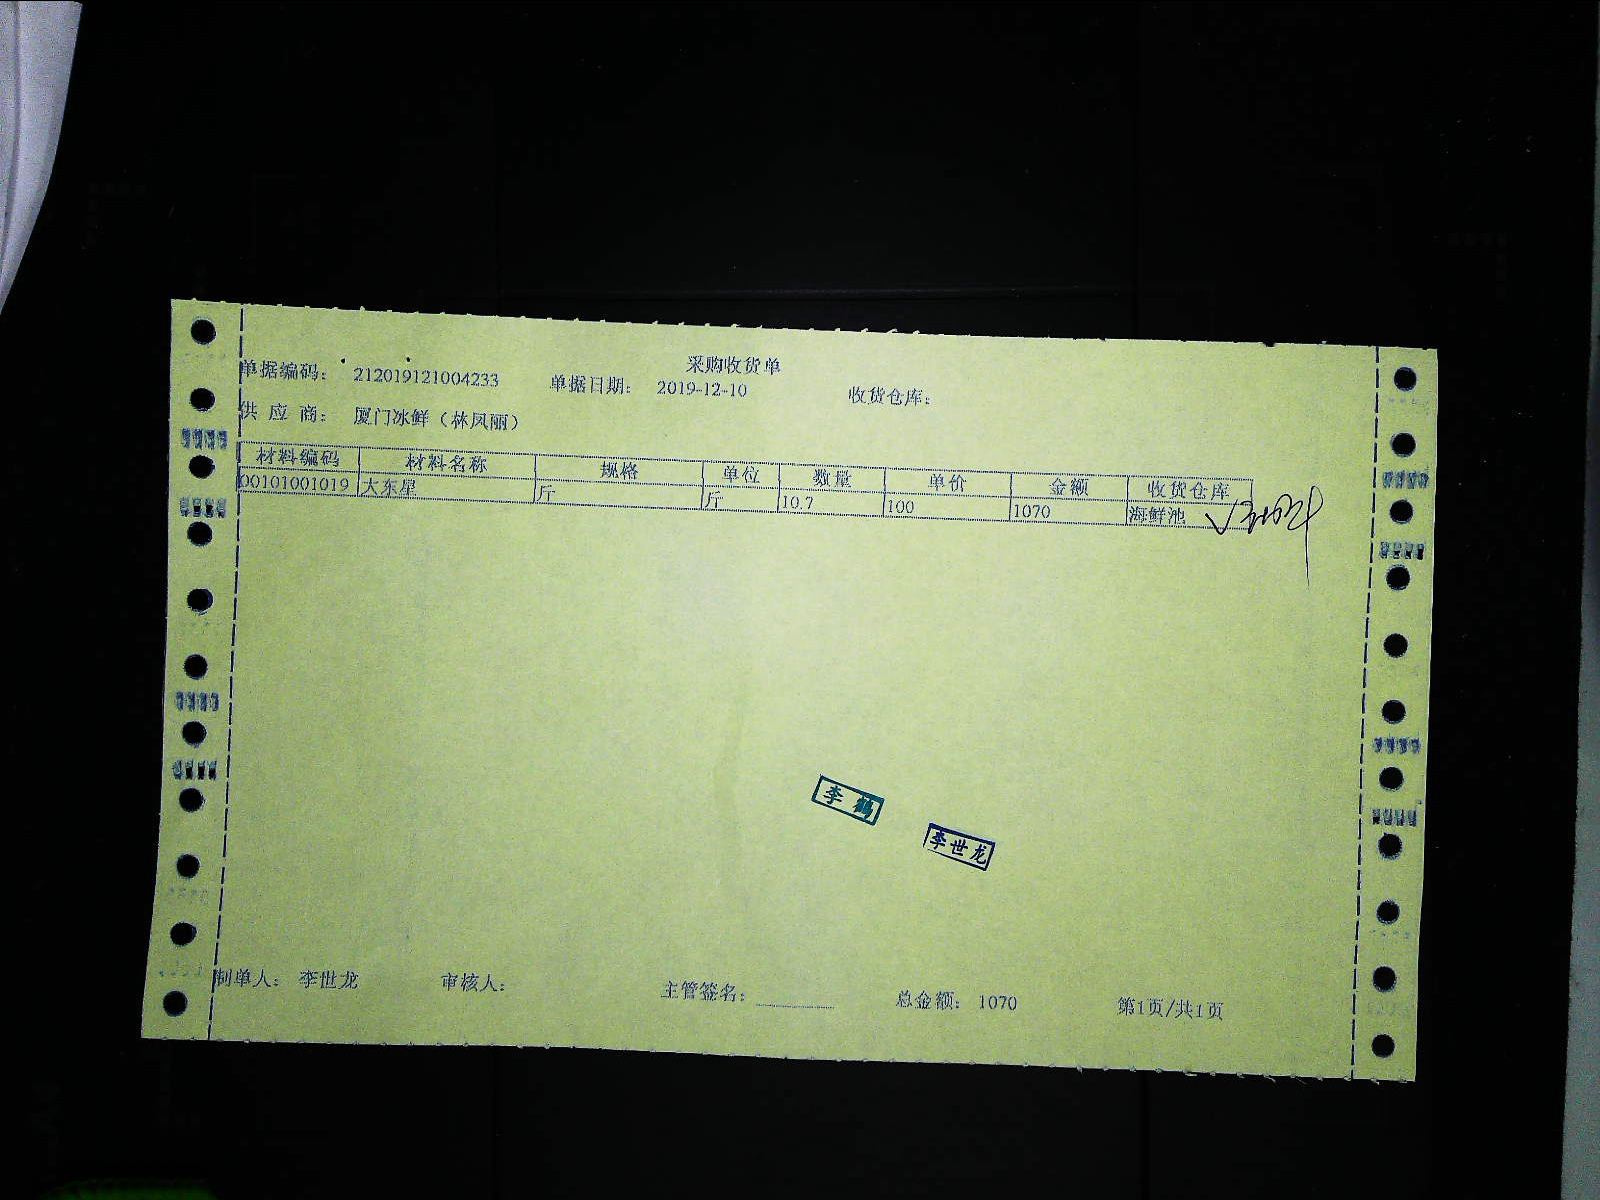 采购收货单
单据编码: 212019121004233 单据日期: 2019-12-10 收货仓库:
供 应 商: 厦门冰鲜（林凤丽）
材料编码 材料名称 规格 单位 数量 单价 金额 收货仓库
00101001019 大东星 斤 斤 10.7 100 1070 海鲜池
李鹤
李世龙
制单人: 李世龙 审核人: 主管签名: 总金额: 1070 第1页/共1页